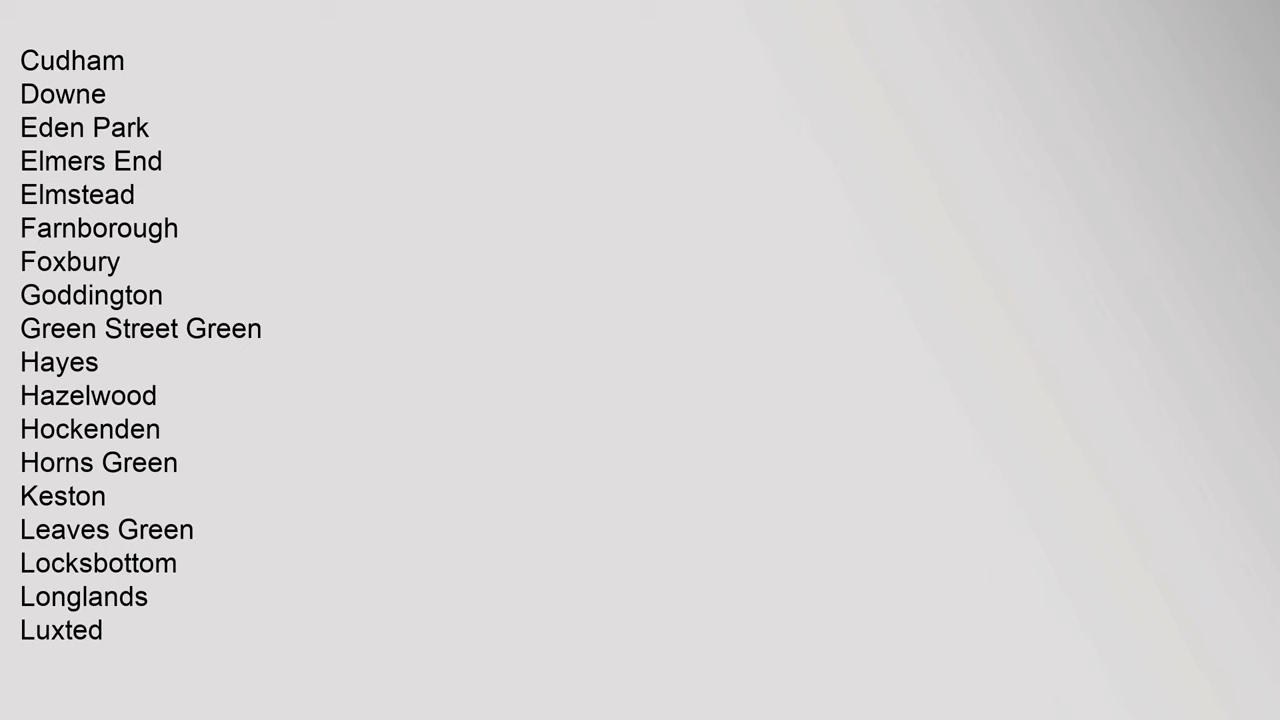 Cudham
Downe
Eden Park
Elmers End
Elmstead
Farnborough
Foxbury
Goddington
Green Street Green
Hayes
Hazelwood
Hockenden
Horns Green
Keston
Leaves Green
Locksbottom
Longlands
Luxted